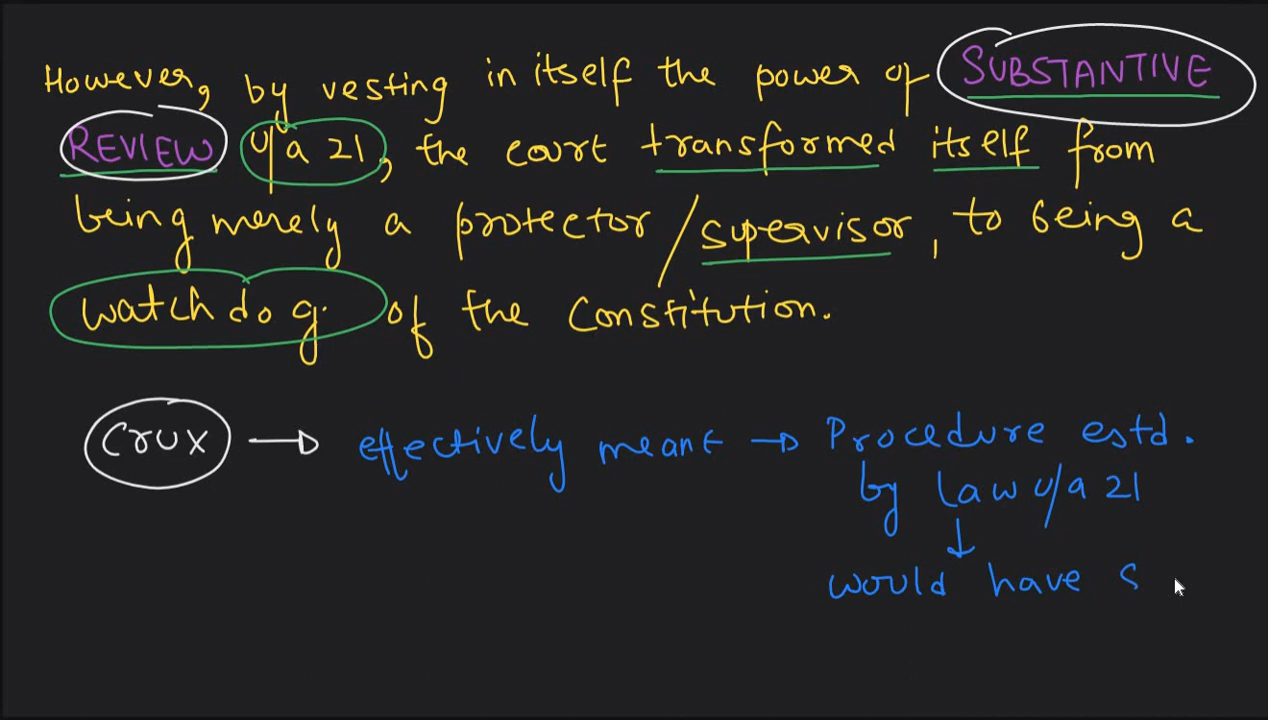 However, by vesting in itself the power of SUBSTANTIVE
REVIEW u/a 21, the court transformed itself from
being merely a protector/supervisor, to being a
watchdog of the Constitution.
Crux → effectively meant → Procedure estd.
by law u/a 21
↓
would have s